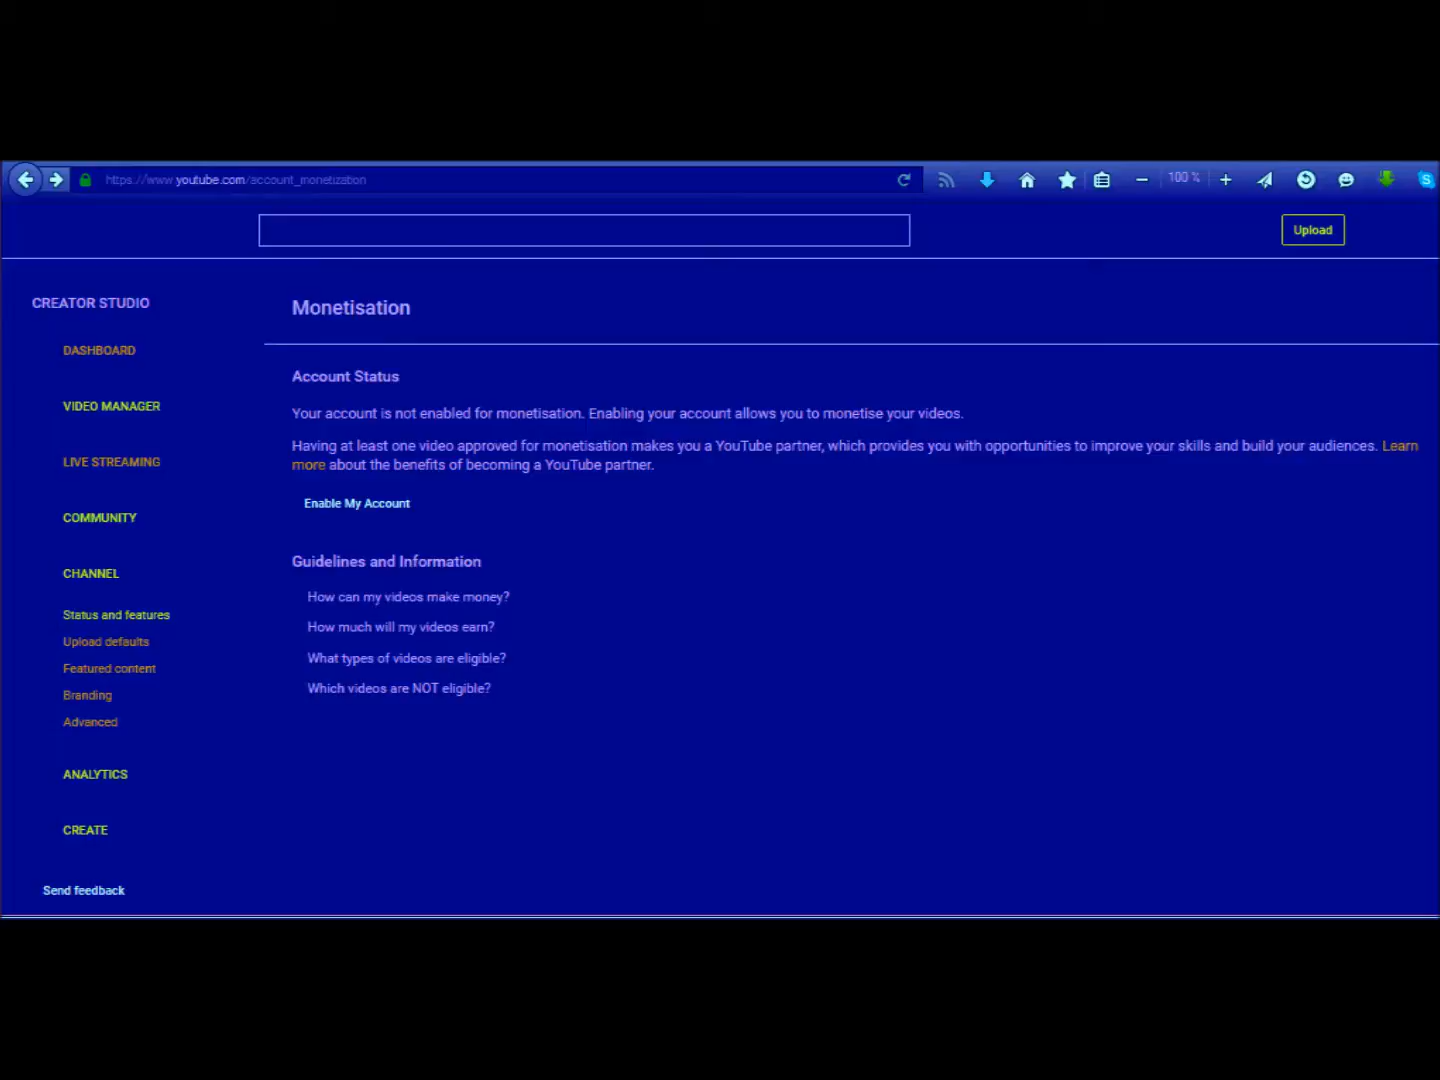 https://www.youtube.com/account_monetization
100 %
Upload
CREATOR STUDIO
Monetisation
DASHBOARD
Account Status
VIDEO MANAGER
Your account is not enabled for monetisation. Enabling your account allows you to monetise your videos.
Having at least one video approved for monetisation makes you a YouTube partner, which provides you with opportunities to improve your skills and build your audiences. Learn
more about the benefits of becoming a YouTube partner.
LIVE STREAMING
Enable My Account
COMMUNITY
Guidelines and Information
CHANNEL
How can my videos make money?
Status and features
How much will my videos earn?
Upload defaults
What types of videos are eligible?
Featured content
Which videos are NOT eligible?
Branding
Advanced
ANALYTICS
CREATE
Send feedback